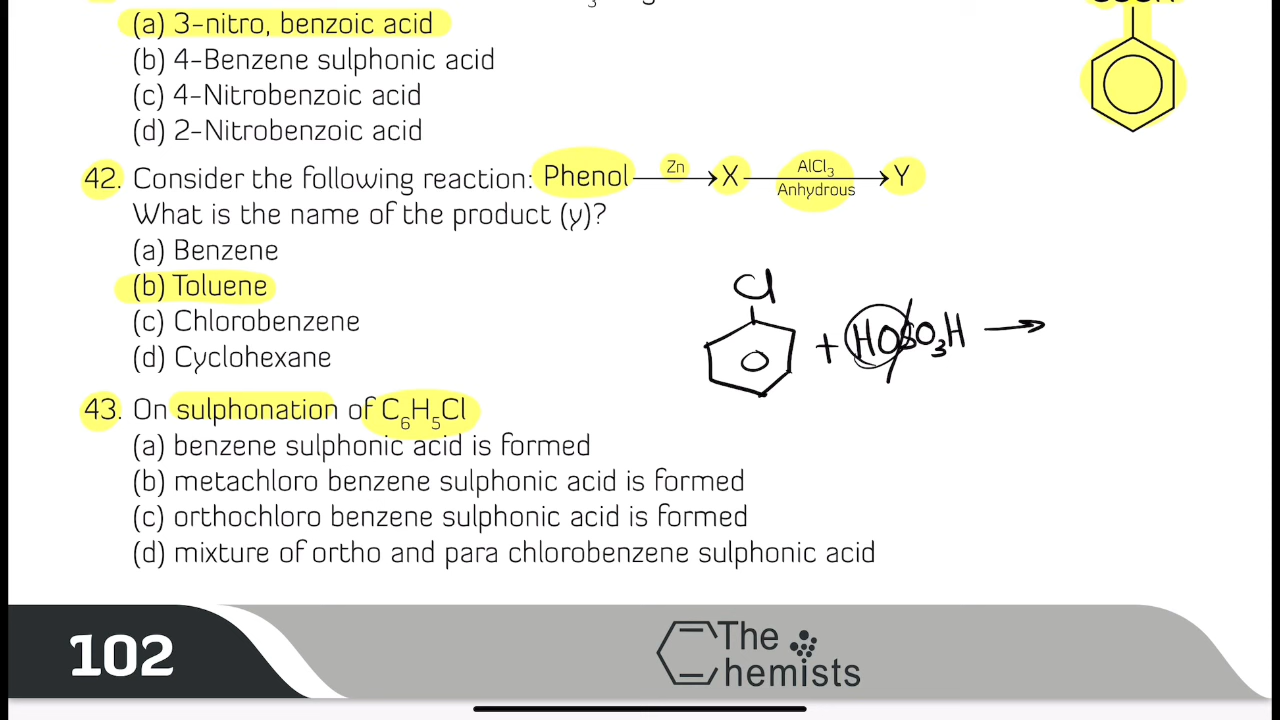 (a) 3-nitro, benzoic acid
(b) 4-Benzene sulphonic acid
(c) 4-Nitrobenzoic acid
(d) 2-Nitrobenzoic acid
42. Consider the following reaction: Phenol —Zn→ X —AlCl₃ Anhydrous→ Y
What is the name of the product (y)?
(a) Benzene
(b) Toluene
(c) Chlorobenzene
(d) Cyclohexane
Cl
+ HOSO₃H →
43. On sulphonation of C₆H₅Cl
(a) benzene sulphonic acid is formed
(b) metachloro benzene sulphonic acid is formed
(c) orthochloro benzene sulphonic acid is formed
(d) mixture of ortho and para chlorobenzene sulphonic acid
102
The
Chemists